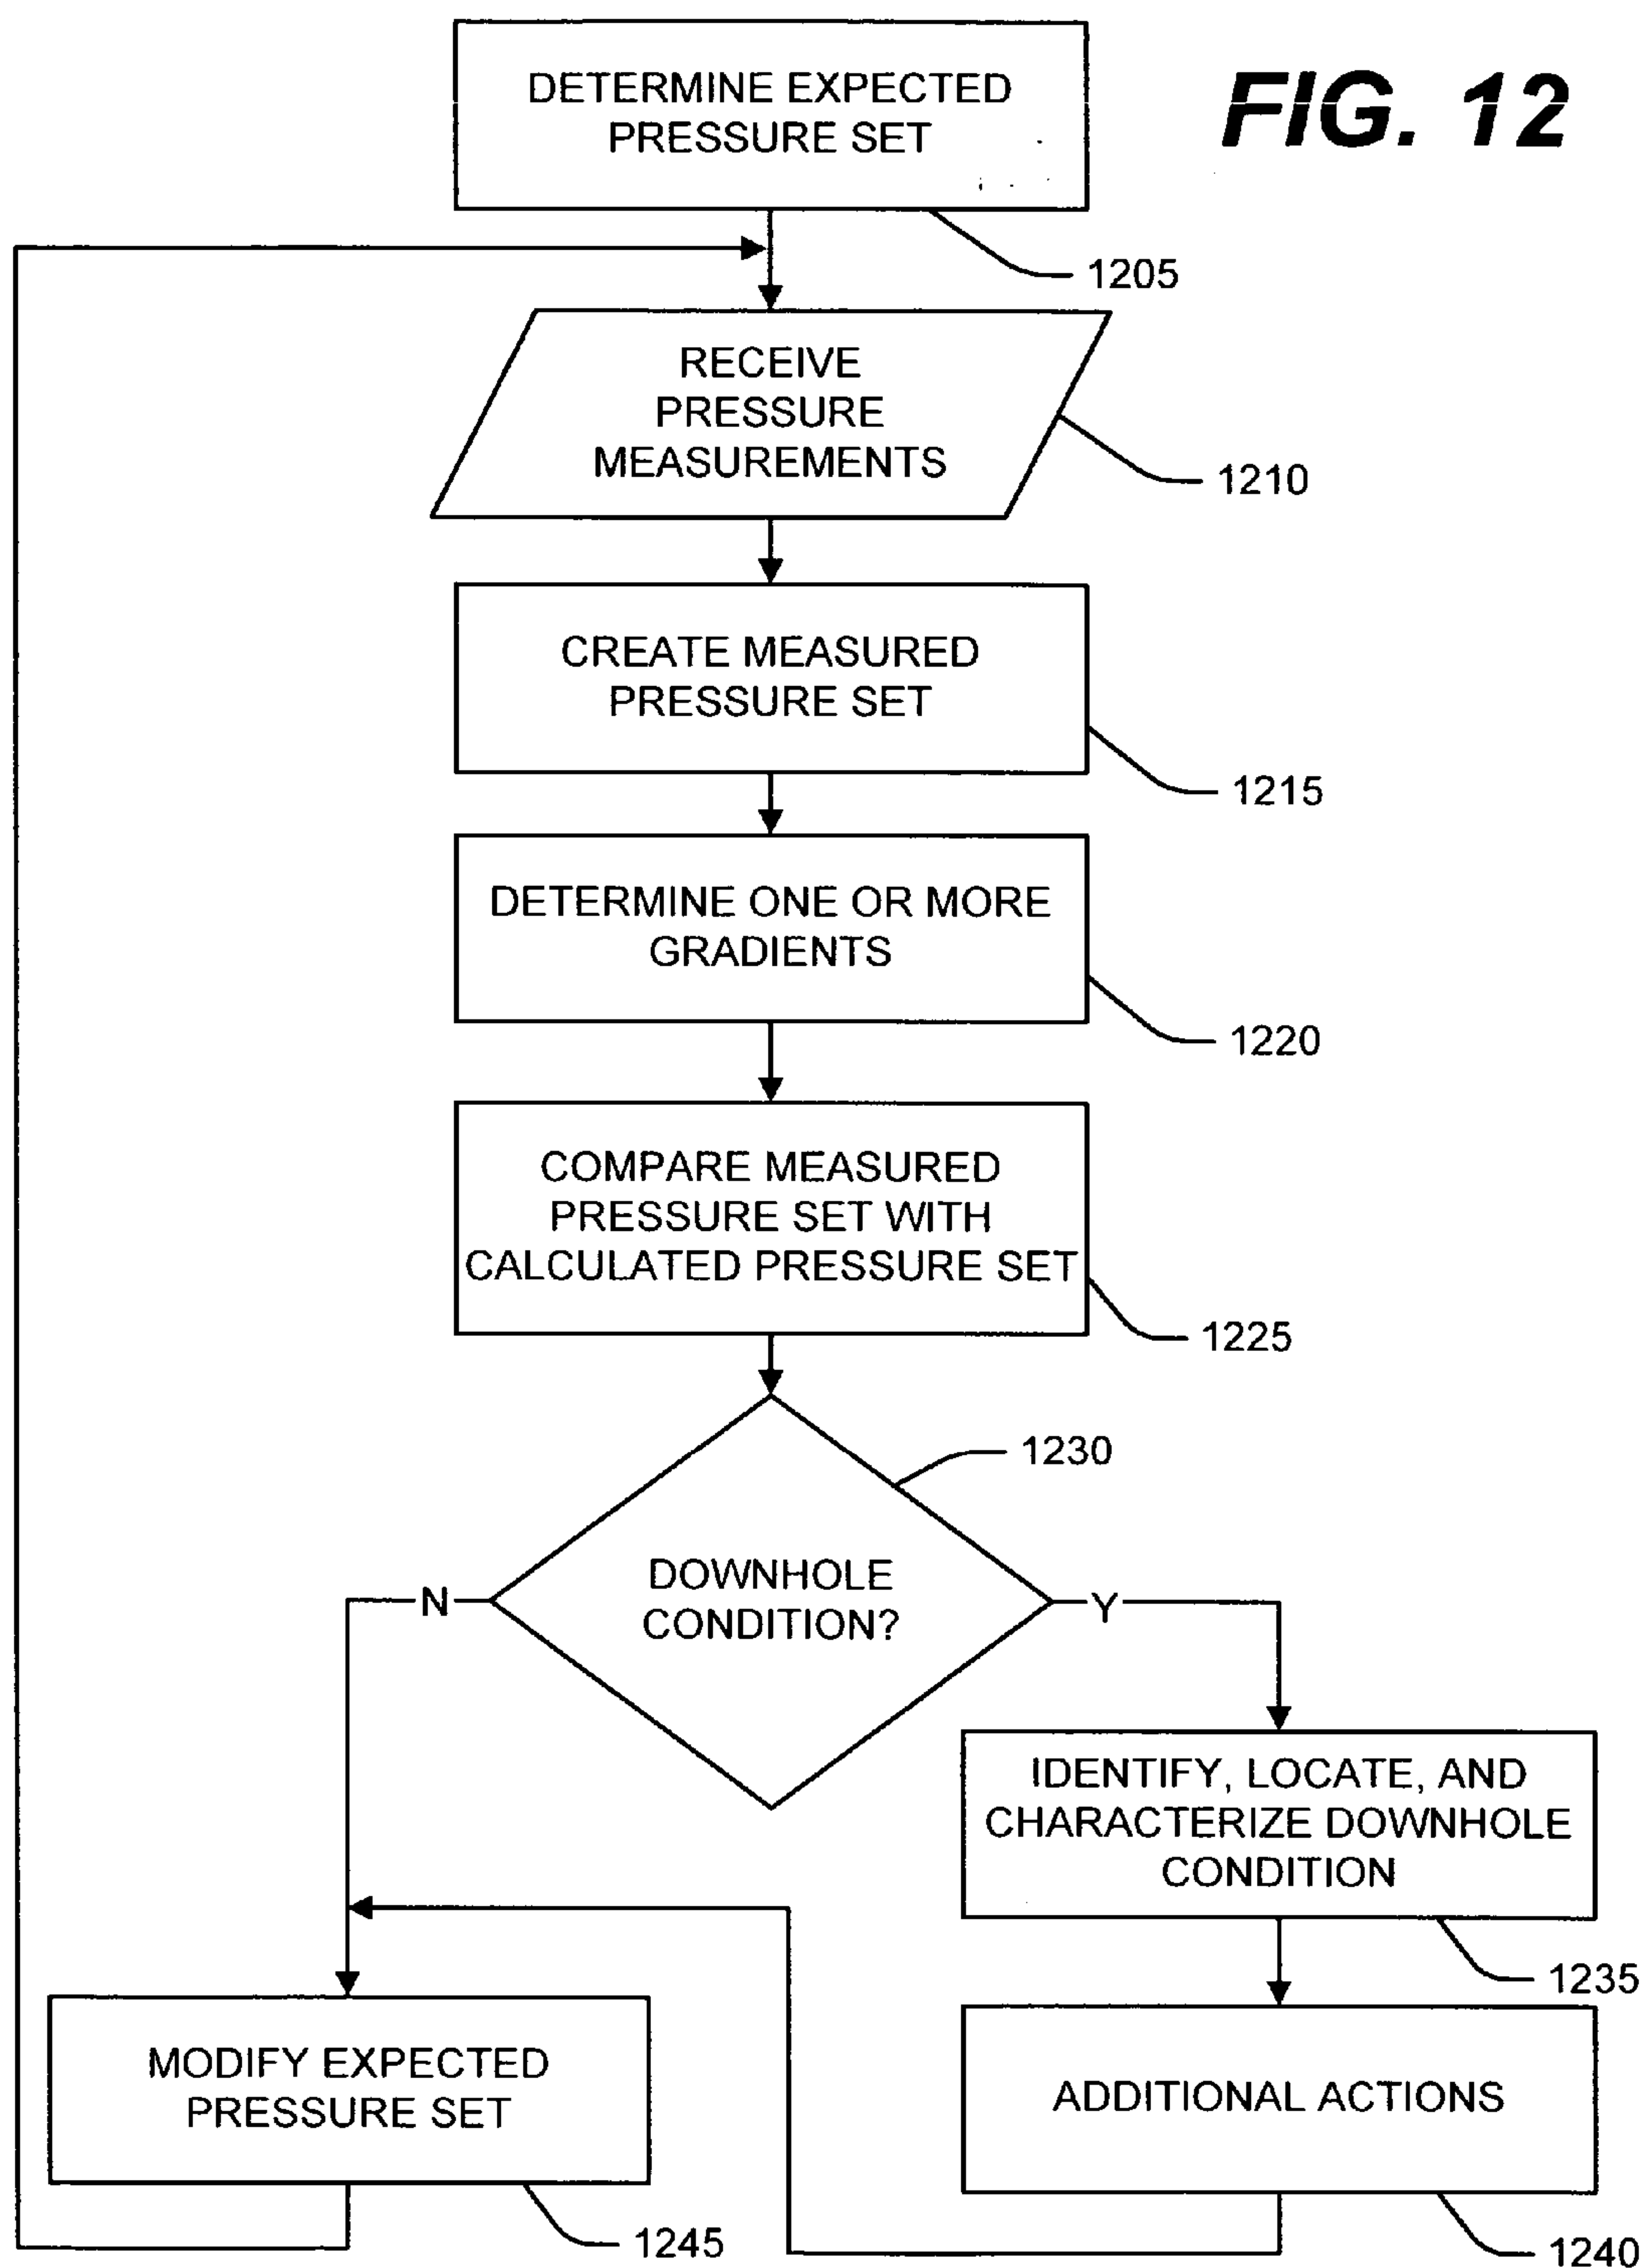 FIG. 12
DETERMINE EXPECTED
PRESSURE SET
1205
RECEIVE
PRESSURE
MEASUREMENTS
1210
CREATE MEASURED
PRESSURE SET
1215
DETERMINE ONE OR MORE
GRADIENTS
1220
COMPARE MEASURED
PRESSURE SET WITH
CALCULATED PRESSURE SET
1225
1230
DOWNHOLE
CONDITION?
N
Y
IDENTIFY, LOCATE, AND
CHARACTERIZE DOWNHOLE
CONDITION
1235
MODIFY EXPECTED
PRESSURE SET
1245
ADDITIONAL ACTIONS
1240